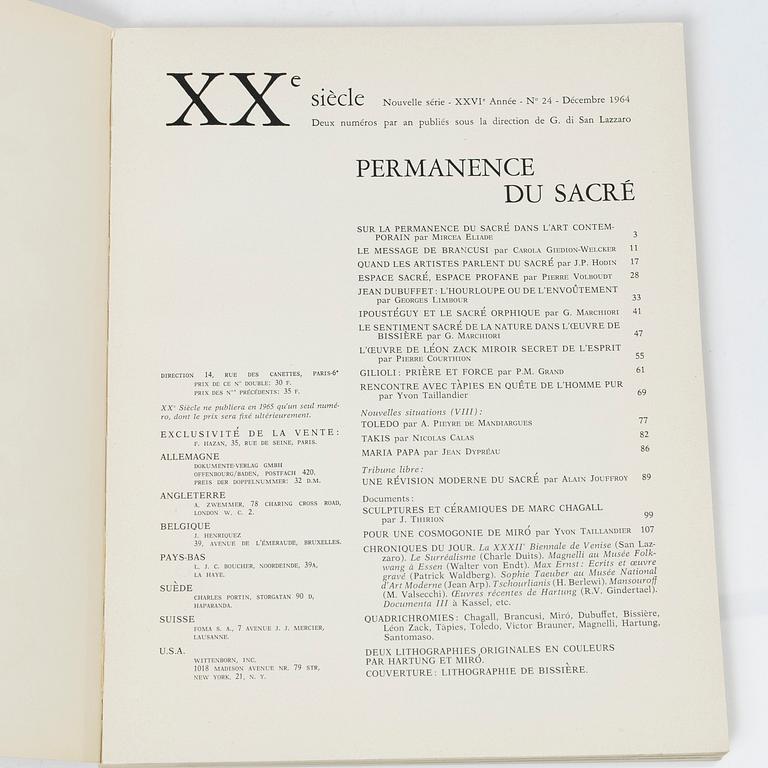 XXe siècle Nouvelle série - XXVIe Année - No 24 - Décembre 1964
Deux numéros par an publiés sous la direction de G. di San Lazzaro
PERMANENCE
DU SACRÉ
SUR LA PERMANENCE DU SACRÉ DANS L'ART CONTEM-
PORAIN par Mircea Eliade 3
LE MESSAGE DE BRANCUSI par Carola Giedion-Welcker 11
QUAND LES ARTISTES PARLENT DU SACRÉ par J.P. Hodin 17
ESPACE SACRÉ, ESPACE PROFANE par Pierre Volboudt 28
JEAN DUBUFFET : L'HOURLOUPE OU DE L'ENVOÛTEMENT
par Georges Limbour 33
IPOUSTÉGUY ET LE SACRÉ ORPHIQUE par G. Marchiori 41
LE SENTIMENT SACRÉ DE LA NATURE DANS L'ŒUVRE DE
BISSIÈRE par G. Marchiori 47
L'ŒUVRE DE LÉON ZACK MIROIR SECRET DE L'ESPRIT
par Pierre Courthion 55
GILIOLI : PRIÈRE ET FORCE par P.M. Grand 61
RENCONTRE AVEC TÀPIES EN QUÊTE DE L'HOMME PUR
par Yvon Taillandier 69
Nouvelles situations (VIII) :
TOLEDO par A. Pieyre de Mandiargues 77
TAKIS par Nicolas Calas 82
MARIA PAPA par Jean Dypréau 86
Tribune libre :
UNE RÉVISION MODERNE DU SACRÉ par Alain Jouffroy 89
Documents :
SCULPTURES ET CÉRAMIQUES DE MARC CHAGALL
par J. Thirion 99
POUR UNE COSMOGONIE DE MIRÓ par Yvon Taillandier 107
CHRONIQUES DU JOUR. La XXXIIe Biennale de Venise (San Laz-
zaro). Le Surréalisme (Charle Duits). Magnelli au Musée Folk-
wang à Essen (Walter von Endt). Max Ernst : Ecrits et œuvre
gravé (Patrick Waldberg). Sophie Taeuber au Musée National
d'Art Moderne (Jean Arp). Tschourlianis (H. Berlewi). Mansouroff
(M. Valsecchi). Œuvres récentes de Hartung (R.V. Gindertael).
Documenta III à Kassel, etc.
QUADRICHROMIES : Chagall, Brancusi, Miró, Dubuffet, Bissière,
Léon Zack, Tàpies, Toledo, Victor Brauner, Magnelli, Hartung,
Santomaso.
DEUX LITHOGRAPHIES ORIGINALES EN COULEURS
PAR HARTUNG ET MIRÓ.
COUVERTURE : LITHOGRAPHIE DE BISSIÈRE.
DIRECTION 14, RUE DES CANETTES, PARIS-6e
PRIX DE CE No DOUBLE : 30 F.
PRIX DES Nos PRÉCÉDENTS : 35 F.
XXe Siècle ne publiera en 1965 qu'un seul numé-
ro, dont le prix sera fixé ultérieurement.
EXCLUSIVITÉ DE LA VENTE :
F. HAZAN, 35, RUE DE SEINE, PARIS.
ALLEMAGNE
DOKUMENTE-VERLAG GMBH
OFFENBURG/BADEN, POSTFACH 420,
PREIS DER DOPPELNUMMER : 32 D.M.
ANGLETERRE
A. ZWEMMER, 78 CHARING CROSS ROAD,
LONDON W. C. 2.
BELGIQUE
J. HENRIQUEZ
39, AVENUE DE L'ÉMERAUDE, BRUXELLES.
PAYS-BAS
L. J. C. BOUCHER, NOORDEINDE, 39A,
LA HAYE.
SUÈDE
CHARLES PORTIN, STORGATAN 90 D,
HAPARANDA.
SUISSE
FOMA S. A., 7 AVENUE J. J. MERCIER,
LAUSANNE.
U.S.A.
WITTENBORN, INC.
1018 MADISON AVENUE NR. 79 STR,
NEW YORK, 21, N. Y.